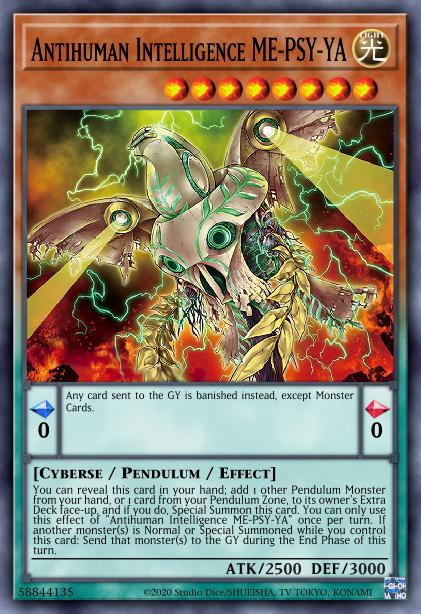 ANTIHUMAN INTELLIGENCE ME-PSY-YA
LIGHT
光
Any card sent to the GY is banished instead, except Monster
Cards.
0
0
[CYBERSE / PENDULUM / EFFECT]
You can reveal this card in your hand; add 1 other Pendulum Monster
from your hand, or 1 card from your Pendulum Zone, to its owner's Extra
Deck face-up, and if you do, Special Summon this card. You can only use
this effect of "Antihuman Intelligence ME-PSY-YA" once per turn. If
another monster(s) is Normal or Special Summoned while you control
this card: Send that monster(s) to the GY during the End Phase of this
turn.
ATK/2500 DEF/3000
58844135
©2020 Studio Dice/SHUEISHA, TV TOKYO, KONAMI